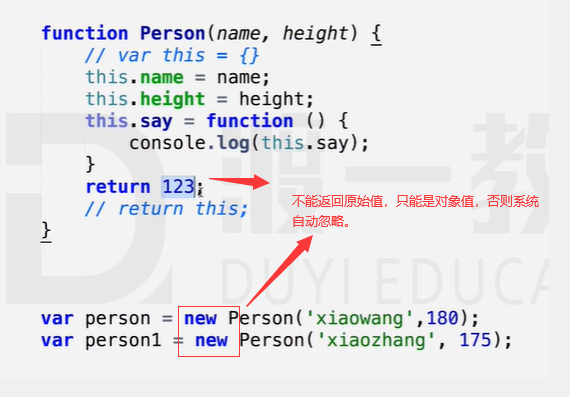 function Person(name, height) {
    // var this = {}
    this.name = name;
    this.height = height;
    this.say = function () {
        console.log(this.say);
    }
    return 123;
    // return this;
}
不能返回原始值，只能是对象值，否则系统
自动忽略。
渡一教
DUYI EDUCA
var person = new Person('xiaowang',180);
var person1 = new Person('xiaozhang', 175);